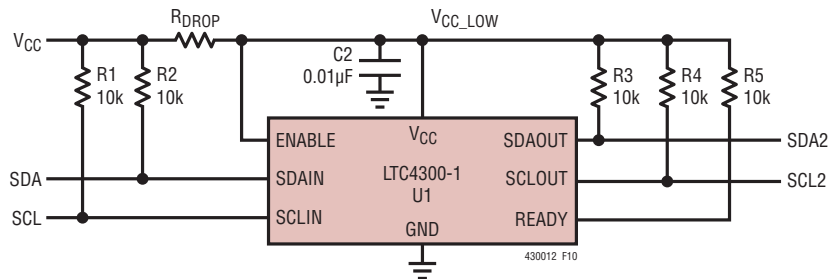 RDROP
VCC
VCC_LOW
R1
10k
R2
10k
C2
0.01µF
R3
10k
R4
10k
R5
10k
ENABLE
VCC
SDAOUT
SDA2
SDA
SDAIN
LTC4300-1
U1
SCLOUT
SCL2
SCL
SCLIN
GND
READY
430012 F10